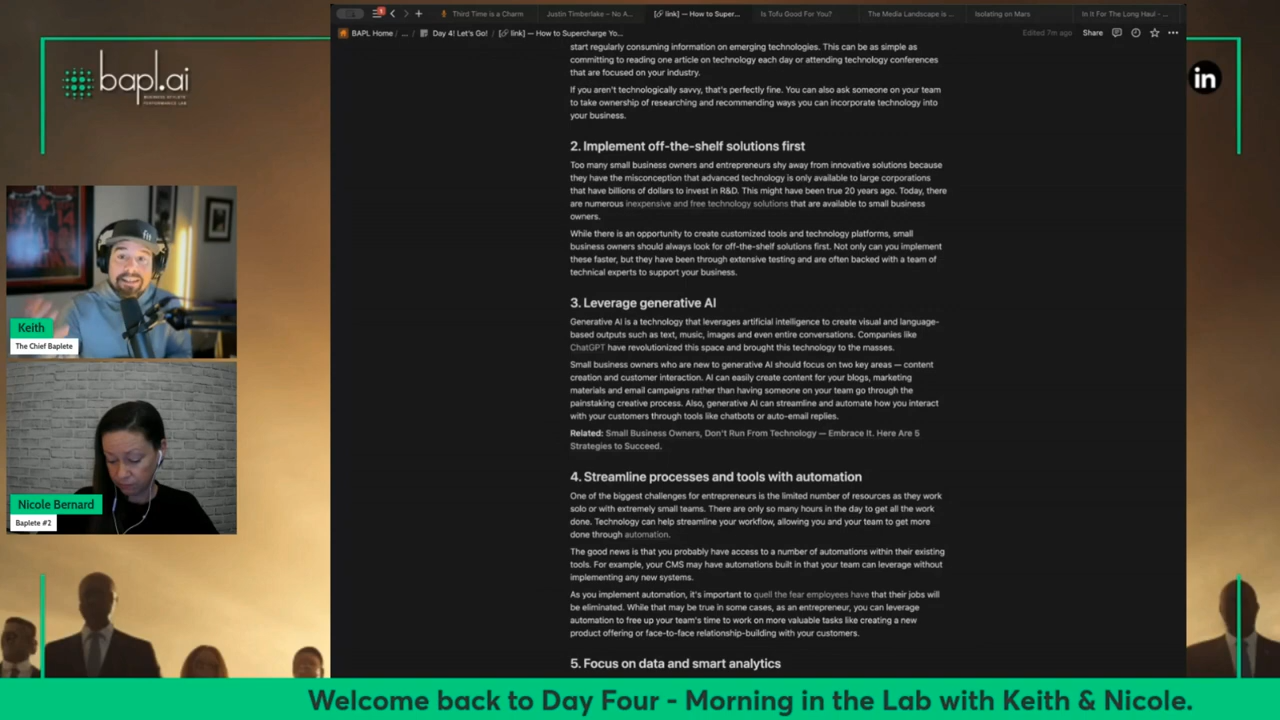 Third Time is a Charm
Justin Timberlake – No A...
[🔗 link] — How to Super...
Is Tofu Good For You?
The Media Landscape is ...
Isolating on Mars
In It For The Long Haul - ...
BAPL Home / ... / Day 4! Let's Go! / [🔗 link] — How to Supercharge Yo...
Edited 7m ago
Share
bapl.ai
in
start regularly consuming information on emerging technologies. This can be as simple as
committing to reading one article on technology each day or attending technology conferences
that are focused on your industry.
If you aren't technologically savvy, that's perfectly fine. You can also ask someone on your team
to take ownership of researching and recommending ways you can incorporate technology into
your business.
2. Implement off-the-shelf solutions first
Too many small business owners and entrepreneurs shy away from innovative solutions because
they have the misconception that advanced technology is only available to large corporations
that have billions of dollars to invest in R&D. This might have been true 20 years ago. Today, there
are numerous inexpensive and free technology solutions that are available to small business
owners.
While there is an opportunity to create customized tools and technology platforms, small
business owners should always look for off-the-shelf solutions first. Not only can you implement
these faster, but they have been through extensive testing and are often backed with a team of
technical experts to support your business.
3. Leverage generative AI
Generative AI is a technology that leverages artificial intelligence to create visual and language-
based outputs such as text, music, images and even entire conversations. Companies like
ChatGPT have revolutionized this space and brought this technology to the masses.
Small business owners who are new to generative AI should focus on two key areas — content
creation and customer interaction. AI can easily create content for your blogs, marketing
materials and email campaigns rather than having someone on your team go through the
painstaking creative process. Also, generative AI can streamline and automate how you interact
with your customers through tools like chatbots or auto-email replies.
Related: Small Business Owners, Don't Run From Technology — Embrace It. Here Are 5
Strategies to Succeed.
4. Streamline processes and tools with automation
One of the biggest challenges for entrepreneurs is the limited number of resources as they work
solo or with extremely small teams. There are only so many hours in the day to get all the work
done. Technology can help streamline your workflow, allowing you and your team to get more
done through automation.
The good news is that you probably have access to a number of automations within their existing
tools. For example, your CMS may have automations built in that your team can leverage without
implementing any new systems.
As you implement automation, it's important to quell the fear employees have that their jobs will
be eliminated. While that may be true in some cases, as an entrepreneur, you can leverage
automation to free up your team's time to work on more valuable tasks like creating a new
product offering or face-to-face relationship-building with your customers.
5. Focus on data and smart analytics
Keith
The Chief Baplete
Nicole Bernard
Baplete #2
Welcome back to Day Four - Morning in the Lab with Keith & Nicole.